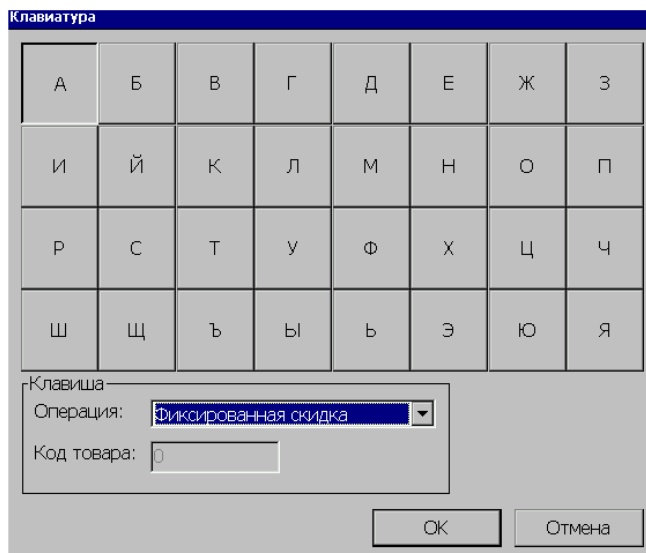 Клавиатура
А Б В Г Д Е Ж З
И Й К Л М Н О П
Р С Т У Ф Х Ц Ч
Ш Щ Ъ Ы Ь Э Ю Я
Клавиша
Операция: Фиксированная скидка
Код товара: 0
OK Отмена